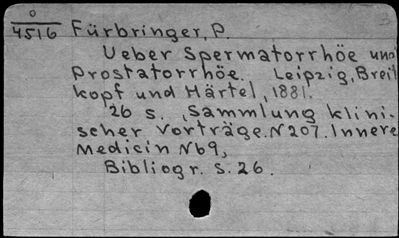 0
4516 Fürbringer, P.
Ueber Spermatorrhöe und
Prostatorrhöe. Leipzig, Breit
kopf und Härtel, 1881.
26 s. (Sammlung klini-
scher Vorträge. N207. Innere
Medicin N69,
Bibliogr. S. 26.